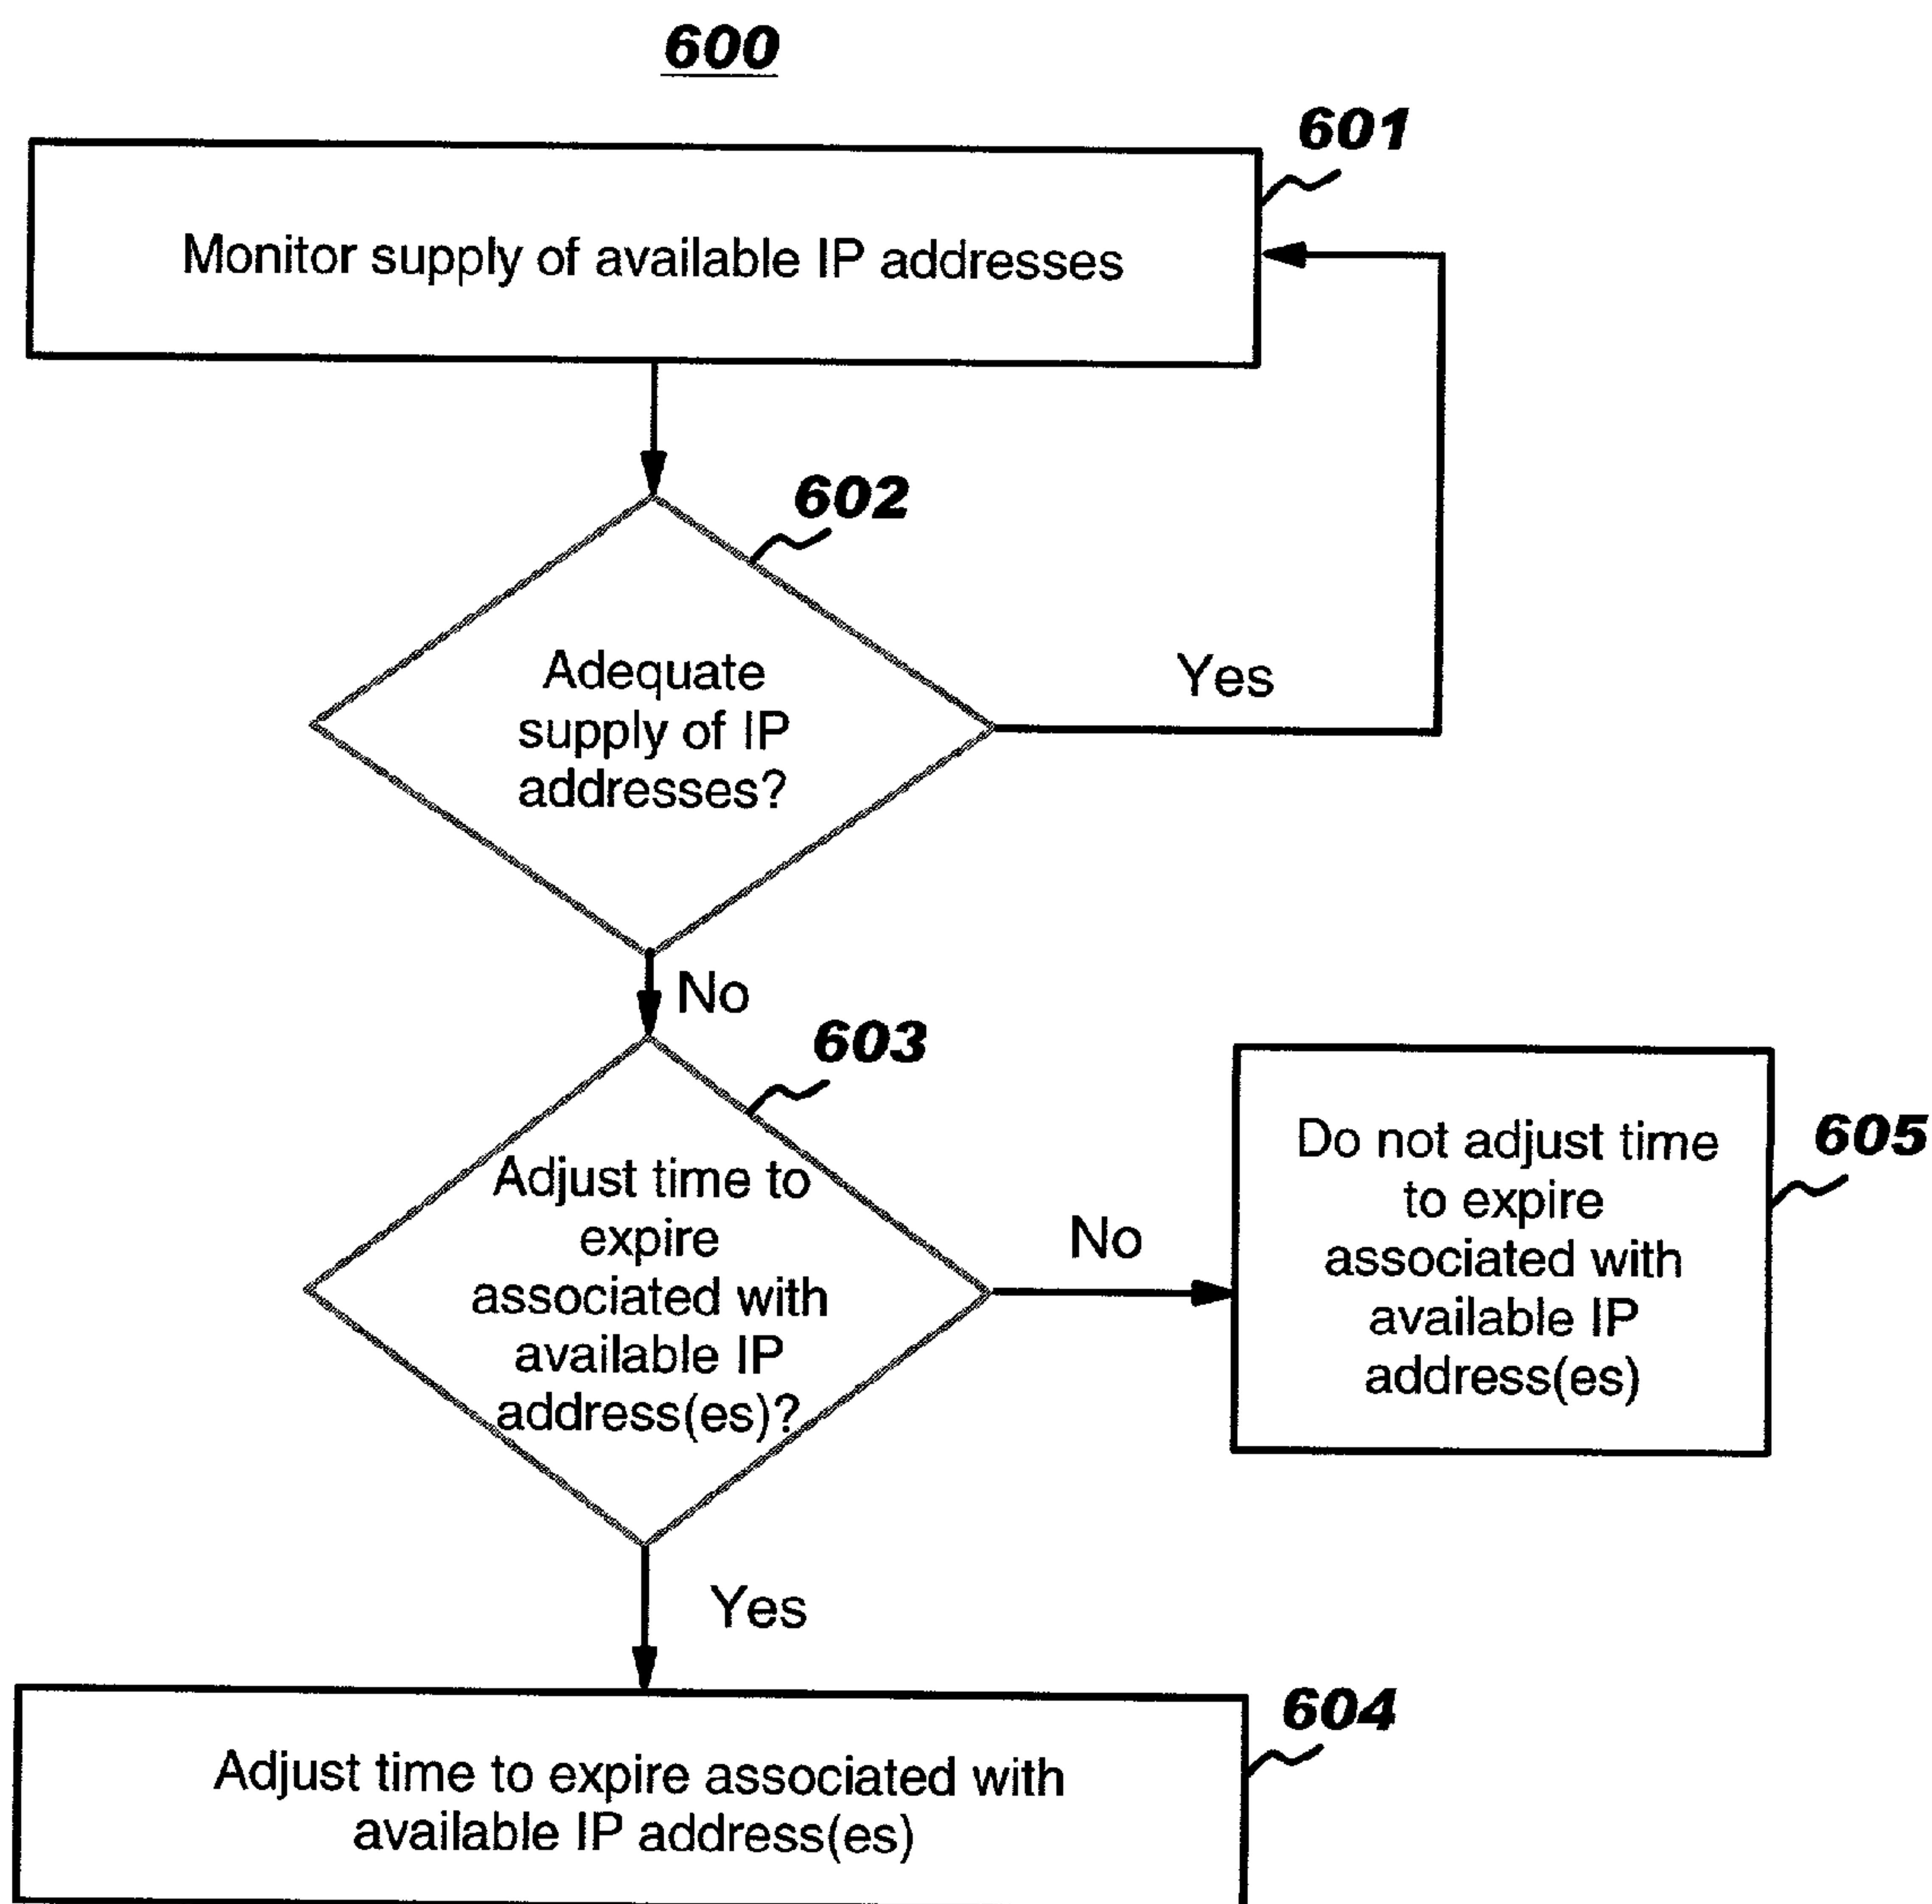 600
601
Monitor supply of available IP addresses
602
Adequate
supply of IP
addresses?
Yes
No
603
Adjust time to
expire
associated with
available IP
address(es)?
No
Do not adjust time
to expire
associated with
available IP
address(es)
605
Yes
604
Adjust time to expire associated with
available IP address(es)